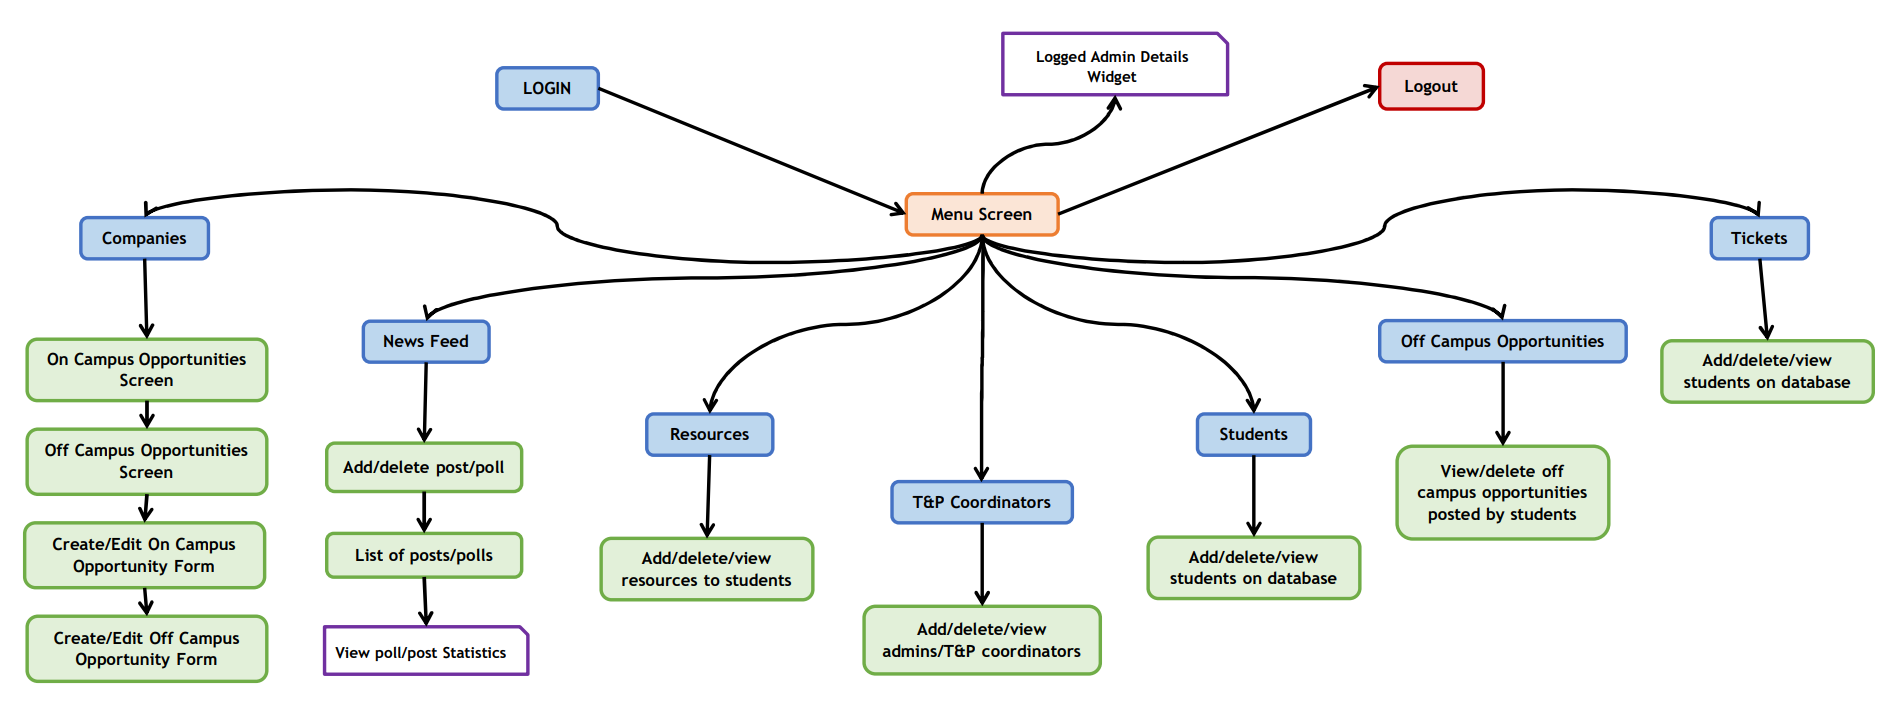 Logged Admin Details
Widget
LOGIN
Logout
Menu Screen
Companies
Tickets
News Feed
Off Campus Opportunities
On Campus Opportunities
Screen
Add/delete/view
students on database
Resources
Students
Off Campus Opportunities
Screen
Add/delete post/poll
T&P Coordinators
View/delete off
campus opportunities
posted by students
Create/Edit On Campus
Opportunity Form
List of posts/polls
Add/delete/view
resources to students
Add/delete/view
students on database
Create/Edit Off Campus
Opportunity Form
View poll/post Statistics
Add/delete/view
admins/T&P coordinators